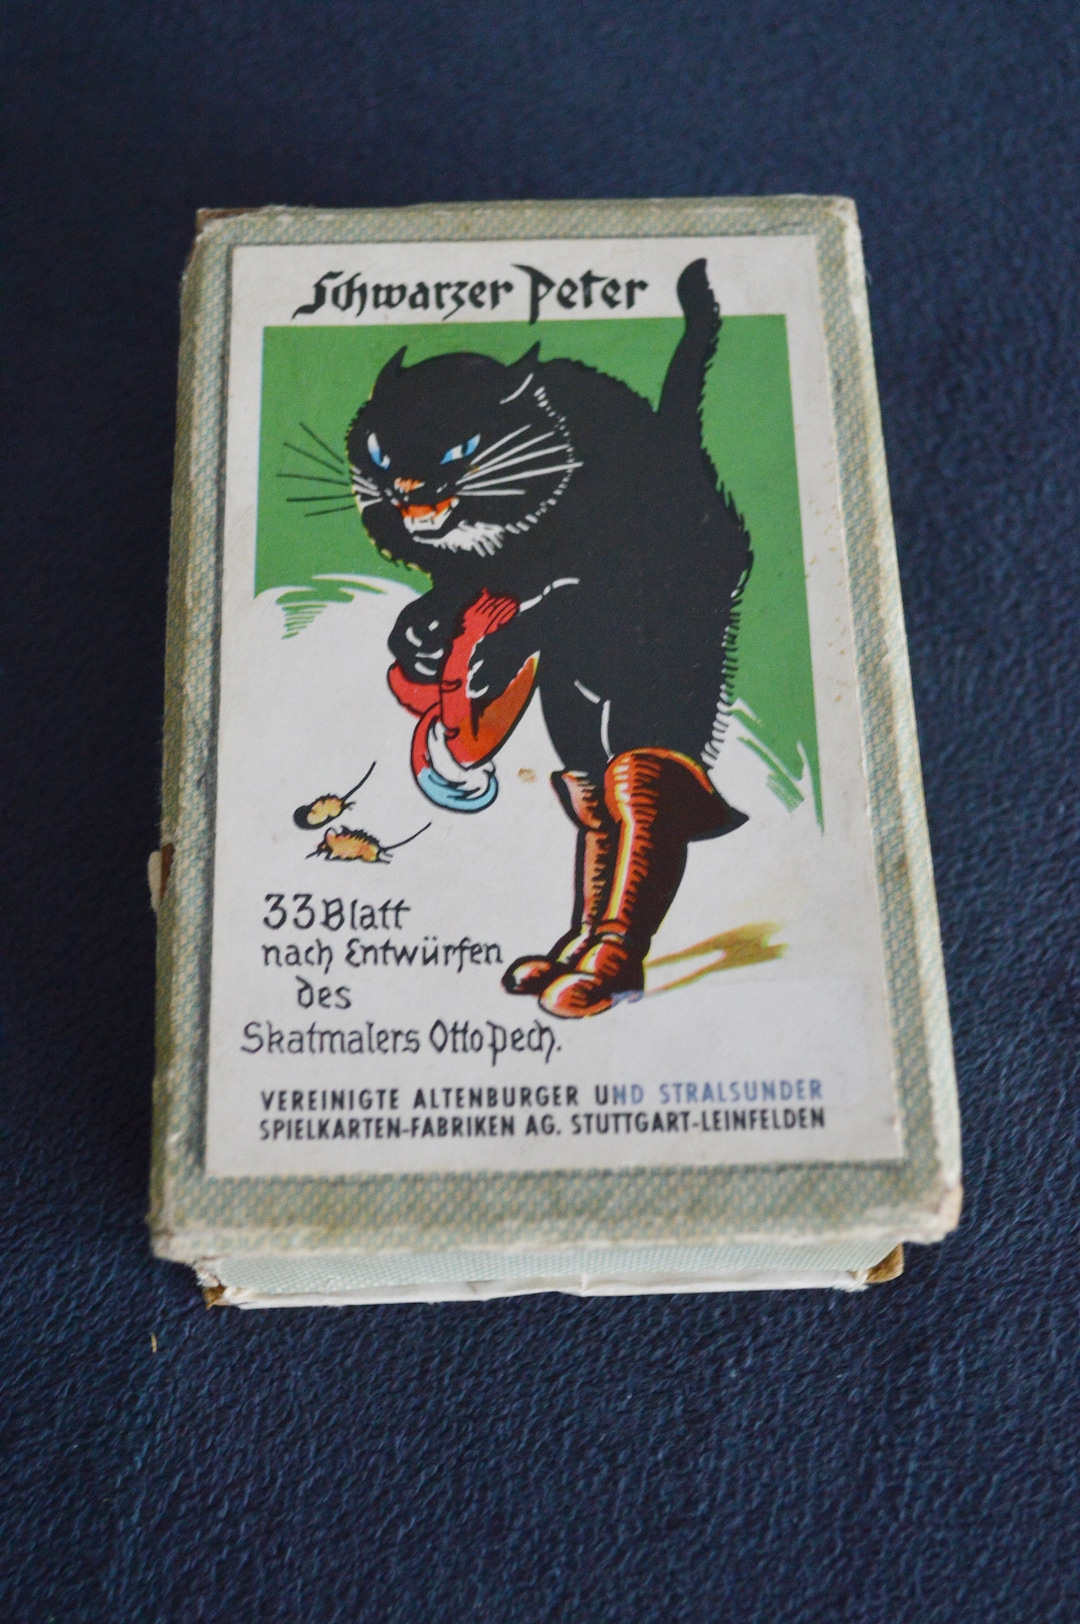 Schwarzer Peter
33 Blatt
nach Entwürfen
des
Skatmalers Otto Pech.
VEREINIGTE ALTENBURGER UND STRALSUNDER
SPIELKARTEN-FABRIKEN AG. STUTTGART-LEINFELDEN